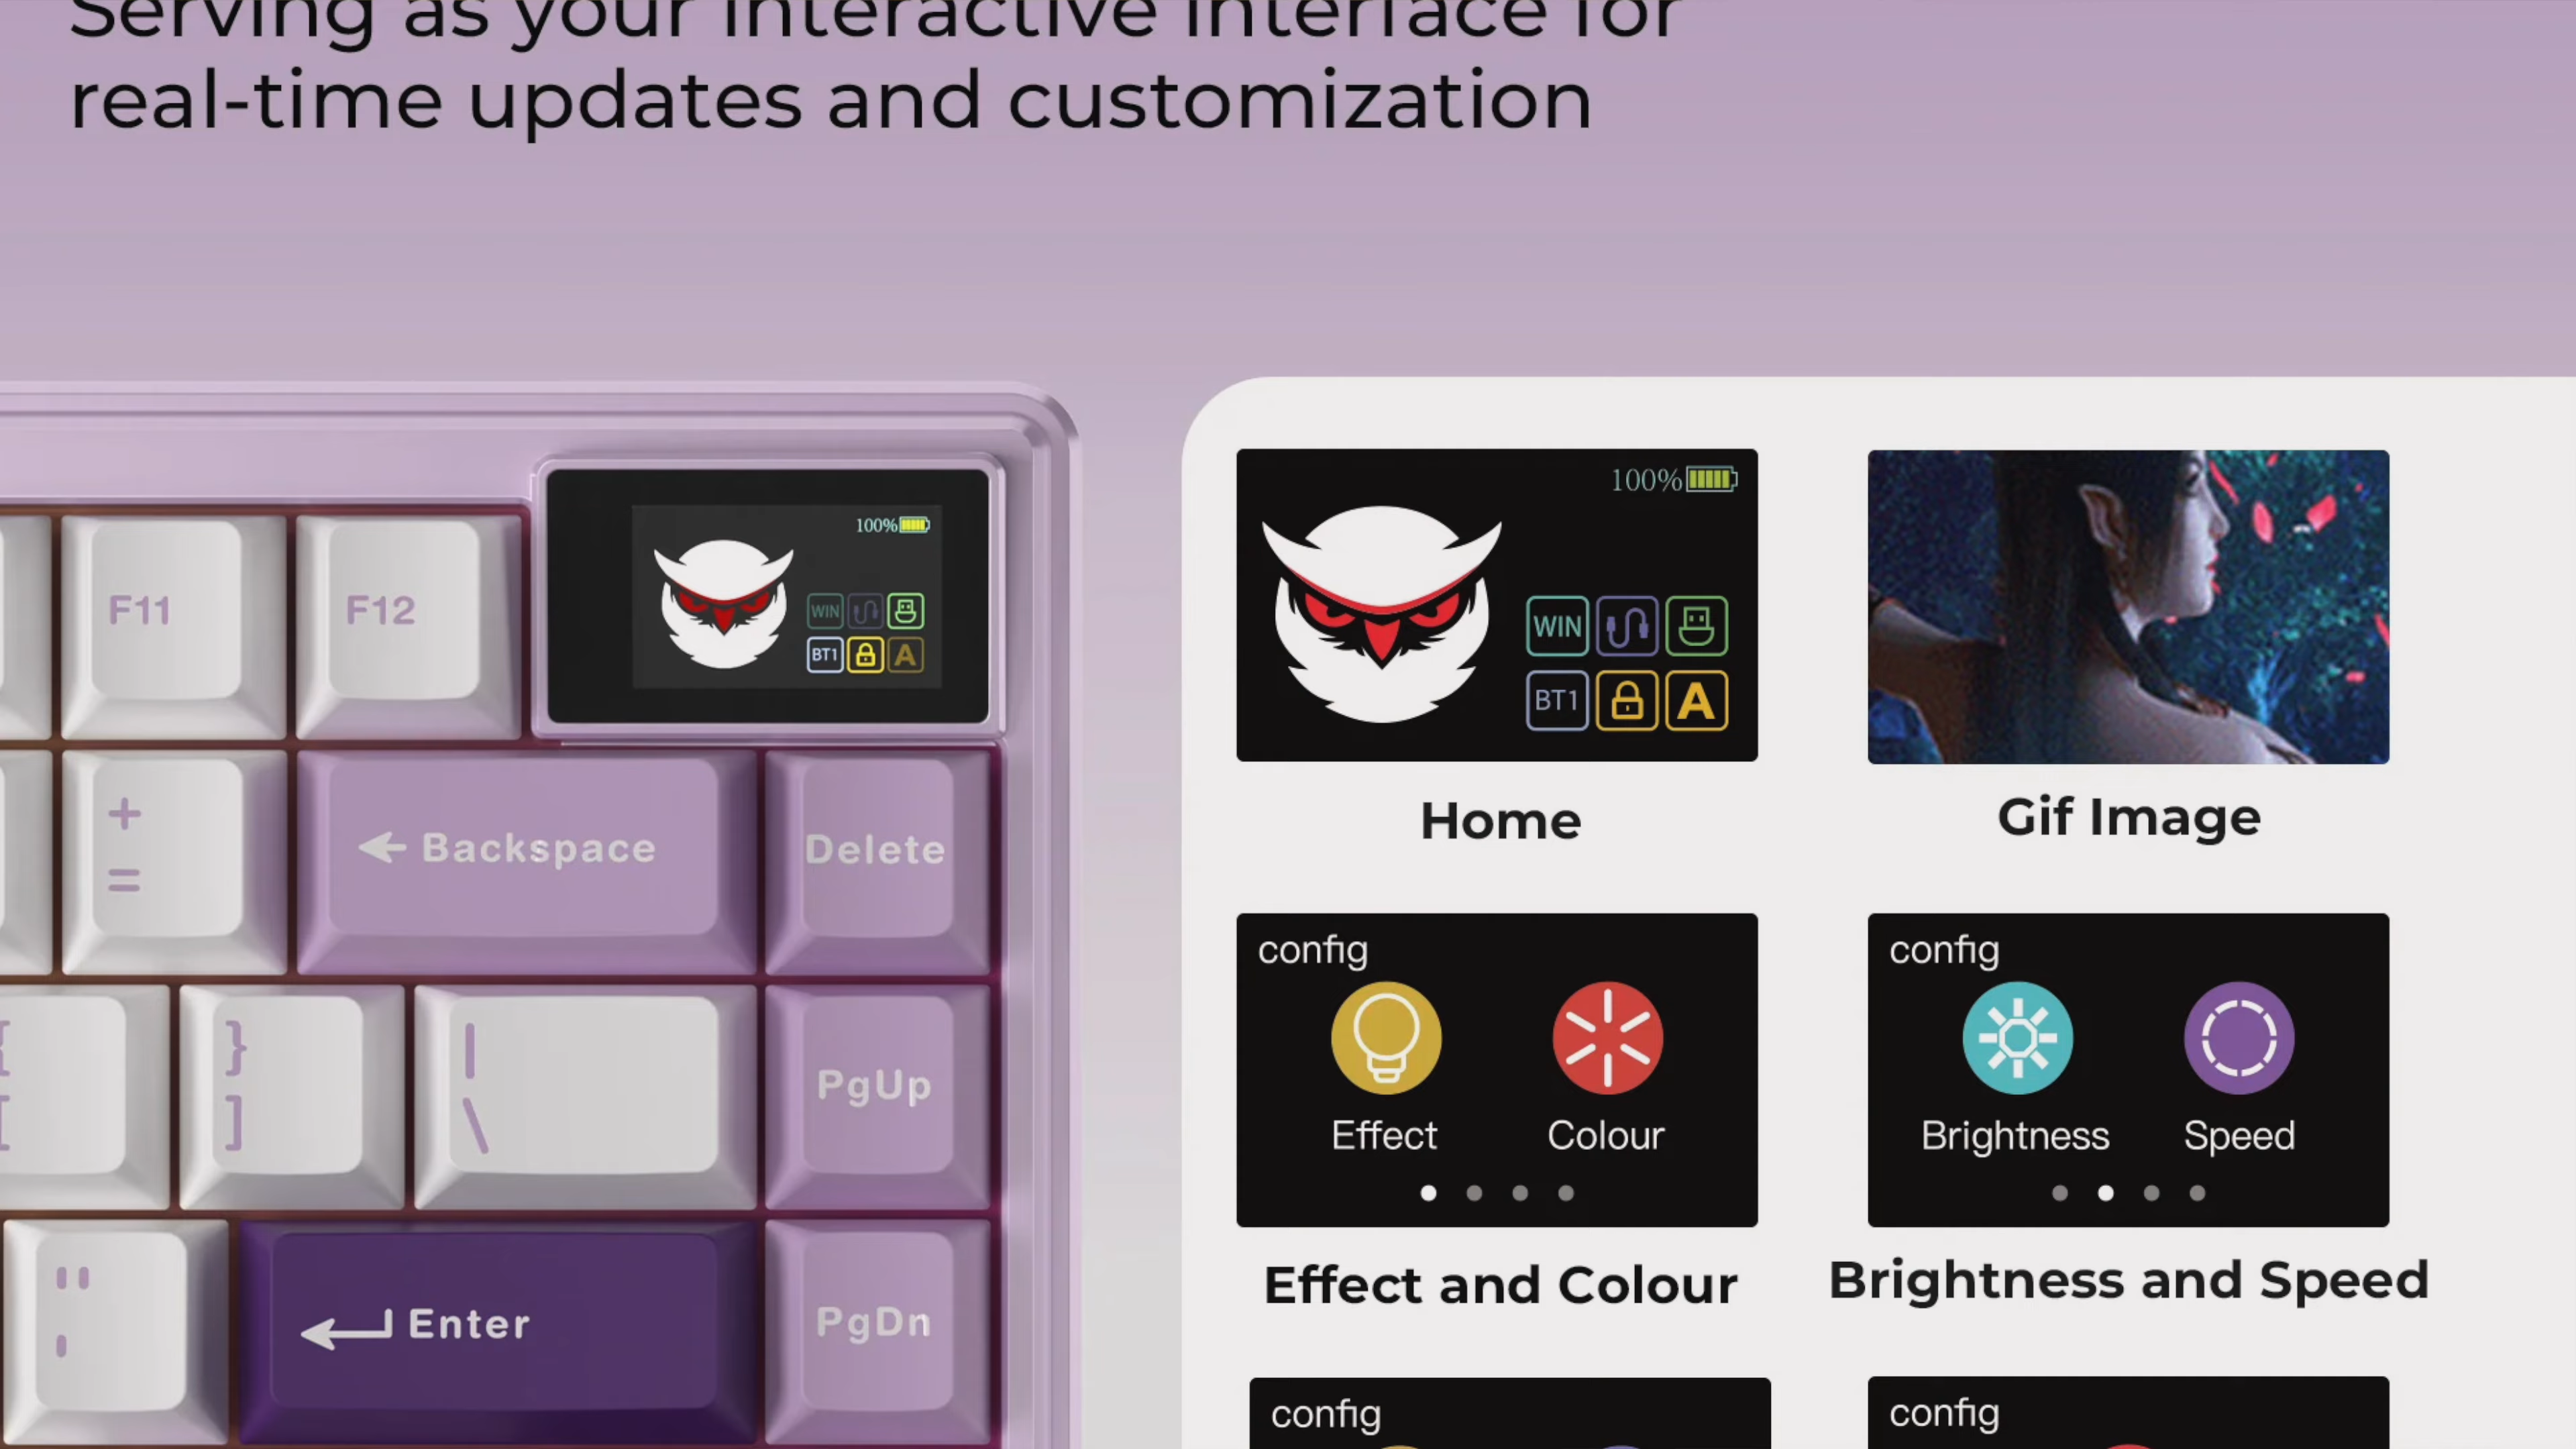 Serving as your interactive interface for
real-time updates and customization
100%
WIN
BT1
A
F11
F12
+
=
← Backspace
Delete
{
[
}
]
|
\
PgUp
"
'
Enter
PgDn
100%
WIN
BT1
A
Home
Gif Image
config
Effect
Colour
Effect and Colour
config
Brightness
Speed
Brightness and Speed
config
config